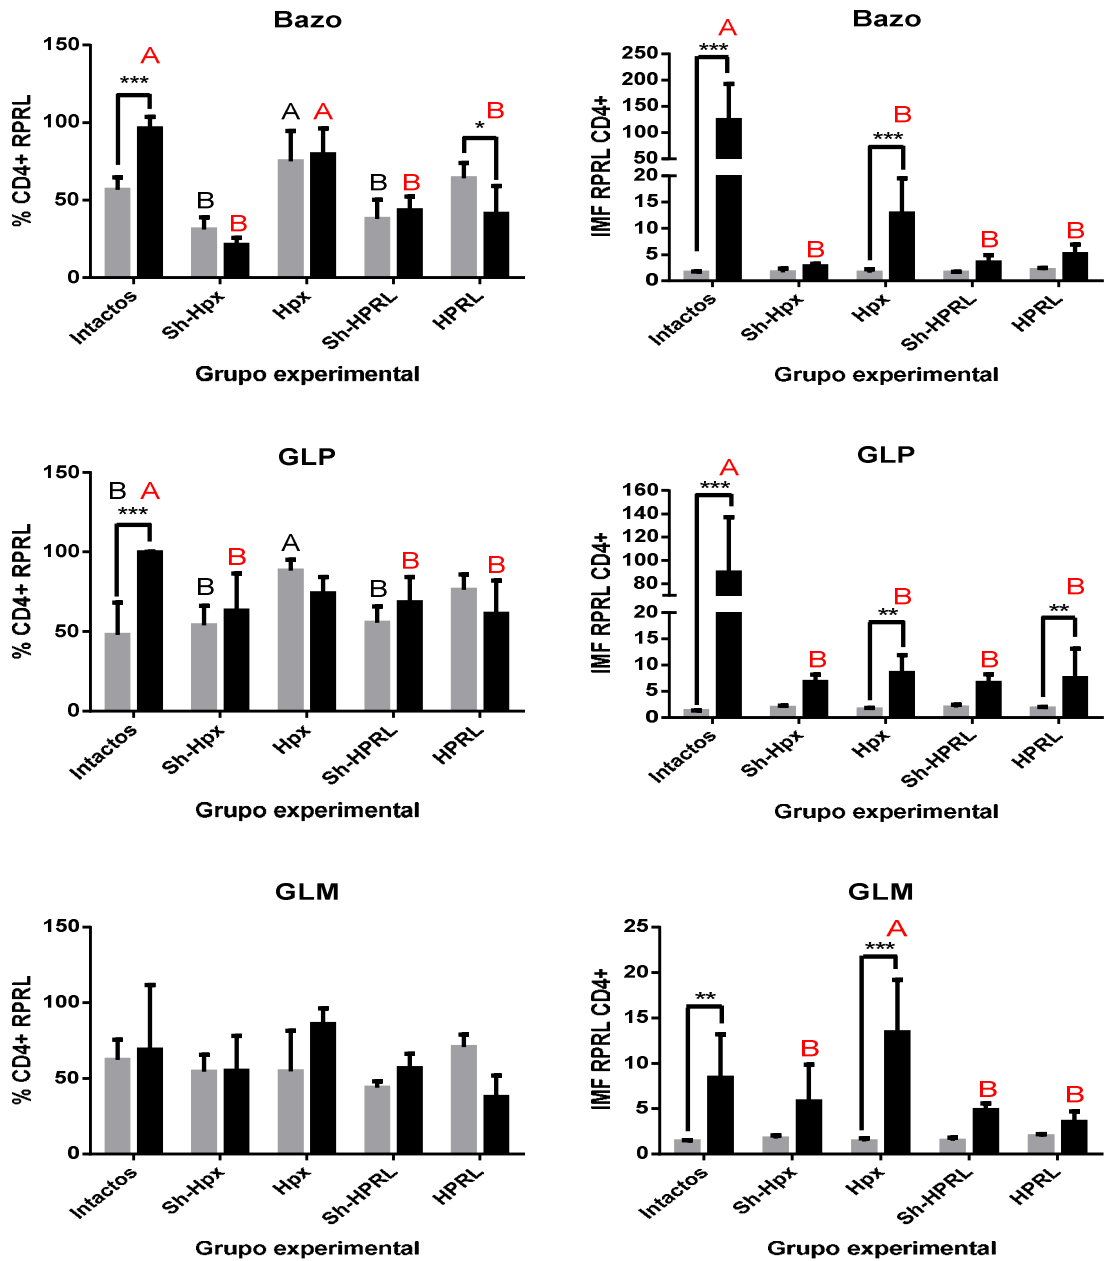 Bazo
% CD4+ RPRL
150
100
50
0
A
***
B
B
A
A
B
B
B
*
Intactos
Sh-Hpx
Hpx
Sh-HPRL
HPRL
Grupo experimental
Bazo
IMF RPRL CD4+
250
200
150
100
50
20
15
10
5
0
A
***
B
B
***
B
B
Intactos
Sh-Hpx
Hpx
Sh-HPRL
HPRL
Grupo experimental
GLP
% CD4+ RPRL
150
100
50
0
B A
***
B
B
A
B
B
B
Intactos
Sh-Hpx
Hpx
Sh-HPRL
HPRL
Grupo experimental
GLP
IMF RPRL CD4+
160
140
120
100
80
20
15
10
5
0
A
***
B
B
**
B
B
**
Intactos
Sh-Hpx
Hpx
Sh-HPRL
HPRL
Grupo experimental
GLM
% CD4+ RPRL
150
100
50
0
Intactos
Sh-Hpx
Hpx
Sh-HPRL
HPRL
Grupo experimental
GLM
IMF RPRL CD4+
25
20
15
10
5
0
**
B
A
***
B
B
Intactos
Sh-Hpx
Hpx
Sh-HPRL
HPRL
Grupo experimental